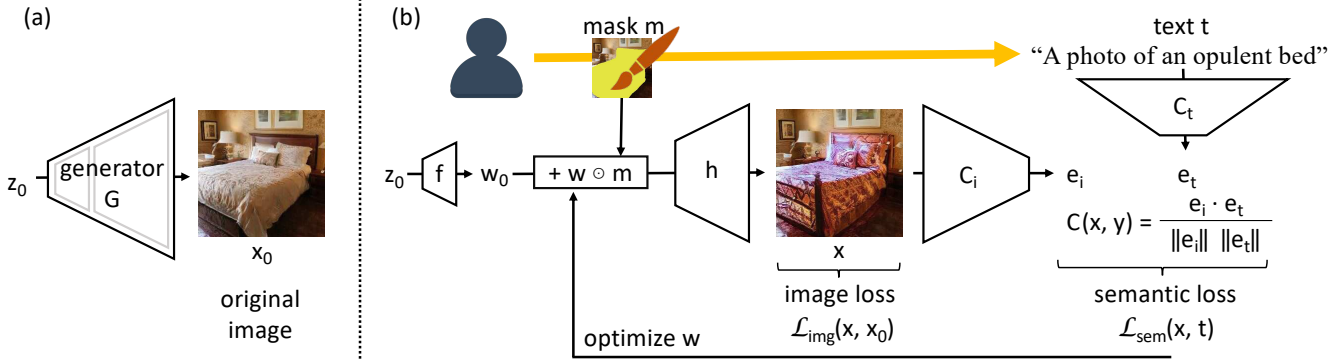 (a)
z₀
generator
G
x₀
original
image
(b)
mask m
text t
“A photo of an opulent bed”
Cₜ
z₀
f
w₀
+ w ⊙ m
h
x
Cᵢ
eᵢ
eₜ
C(x, y) = eᵢ · eₜ / ‖eᵢ‖ ‖eₜ‖
image loss
ℒimg(x, x₀)
semantic loss
ℒsem(x, t)
optimize w